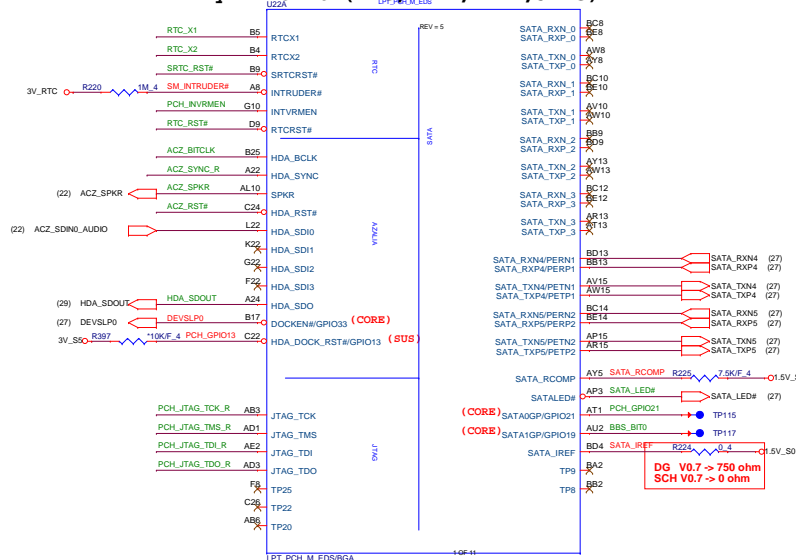 U22A
LPT_PCH_M_EDS
REV = 5
RTC_X1 B5 RTCX1
RTC_X2 B4 RTCX2
SRTC_RST# B9 SRTCRST#
3V_RTC R220 1M_4 SM_INTRUDER# A8 INTRUDER#
PCH_INVRMEN G10 INTVRMEN
RTC_RST# D9 RTCRST#
RTC
ACZ_BITCLK B25 HDA_BCLK
ACZ_SYNC_R A22 HDA_SYNC
(22) ACZ_SPKR ACZ_SPKR AL10 SPKR
ACZ_RST# C24 HDA_RST#
(22) ACZ_SDIN0_AUDIO L22 HDA_SDI0
K22 HDA_SDI1
G22 HDA_SDI2
F22 HDA_SDI3
(29) HDA_SDOUT HDA_SDOUT A24 HDA_SDO
(27) DEVSLP0 DEVSLP0 B17 DOCKEN#/GPIO33 (CORE)
3V_S5 R397 *10K/F_4 PCH_GPIO13 C22 HDA_DOCK_RST#/GPIO13 (SUS)
AZALIA
PCH_JTAG_TCK_R AB3 JTAG_TCK
PCH_JTAG_TMS_R AD1 JTAG_TMS
PCH_JTAG_TDI_R AE2 JTAG_TDI
PCH_JTAG_TDO_R AD3 JTAG_TDO
F8 TP25
C26 TP22
AB6 TP20
JTAG
SATA
SATA_RXN_0 BC8
SATA_RXP_0 BE8
SATA_TXN_0 AW8
SATA_TXP_0 AY8
SATA_RXN_1 BC10
SATA_RXP_1 BE10
SATA_TXN_1 AV10
SATA_TXP_1 AW10
SATA_RXN_2 BB9
SATA_RXP_2 BD9
SATA_TXN_2 AY13
SATA_TXP_2 AW13
SATA_RXN_3 BC12
SATA_RXP_3 BE12
SATA_TXN_3 AR13
SATA_TXP_3 AT13
SATA_RXN4/PERN1 BD13 SATA_RXN4 (27)
SATA_RXP4/PERP1 BB13 SATA_RXP4 (27)
SATA_TXN4/PETN1 AV15 SATA_TXN4 (27)
SATA_TXP4/PETP1 AW15 SATA_TXP4 (27)
SATA_RXN5/PERN2 BC14 SATA_RXN5 (27)
SATA_RXP5/PERP2 BE14 SATA_RXP5 (27)
SATA_TXN5/PETN2 AP15 SATA_TXN5 (27)
SATA_TXP5/PETP2 AR15 SATA_TXP5 (27)
SATA_RCOMP AY5 SATA_RCOMP R225 7.5K/F_4
SATALED# AP3 SATA_LED# SATA_LED# (27)
(CORE) SATA0GP/GPIO21 AT1 PCH_GPIO21 TP115
(CORE) SATA1GP/GPIO19 AU2 BBS_BIT0 TP117
SATA_IREF BD4 SATA_IREF R224 0_4 1.5V_S0
TP9 BA2
TP8 BB2
DG V0.7 -> 750 ohm
SCH V0.7 -> 0 ohm
LPT_PCH_M_EDS/BGA
1 OF 11